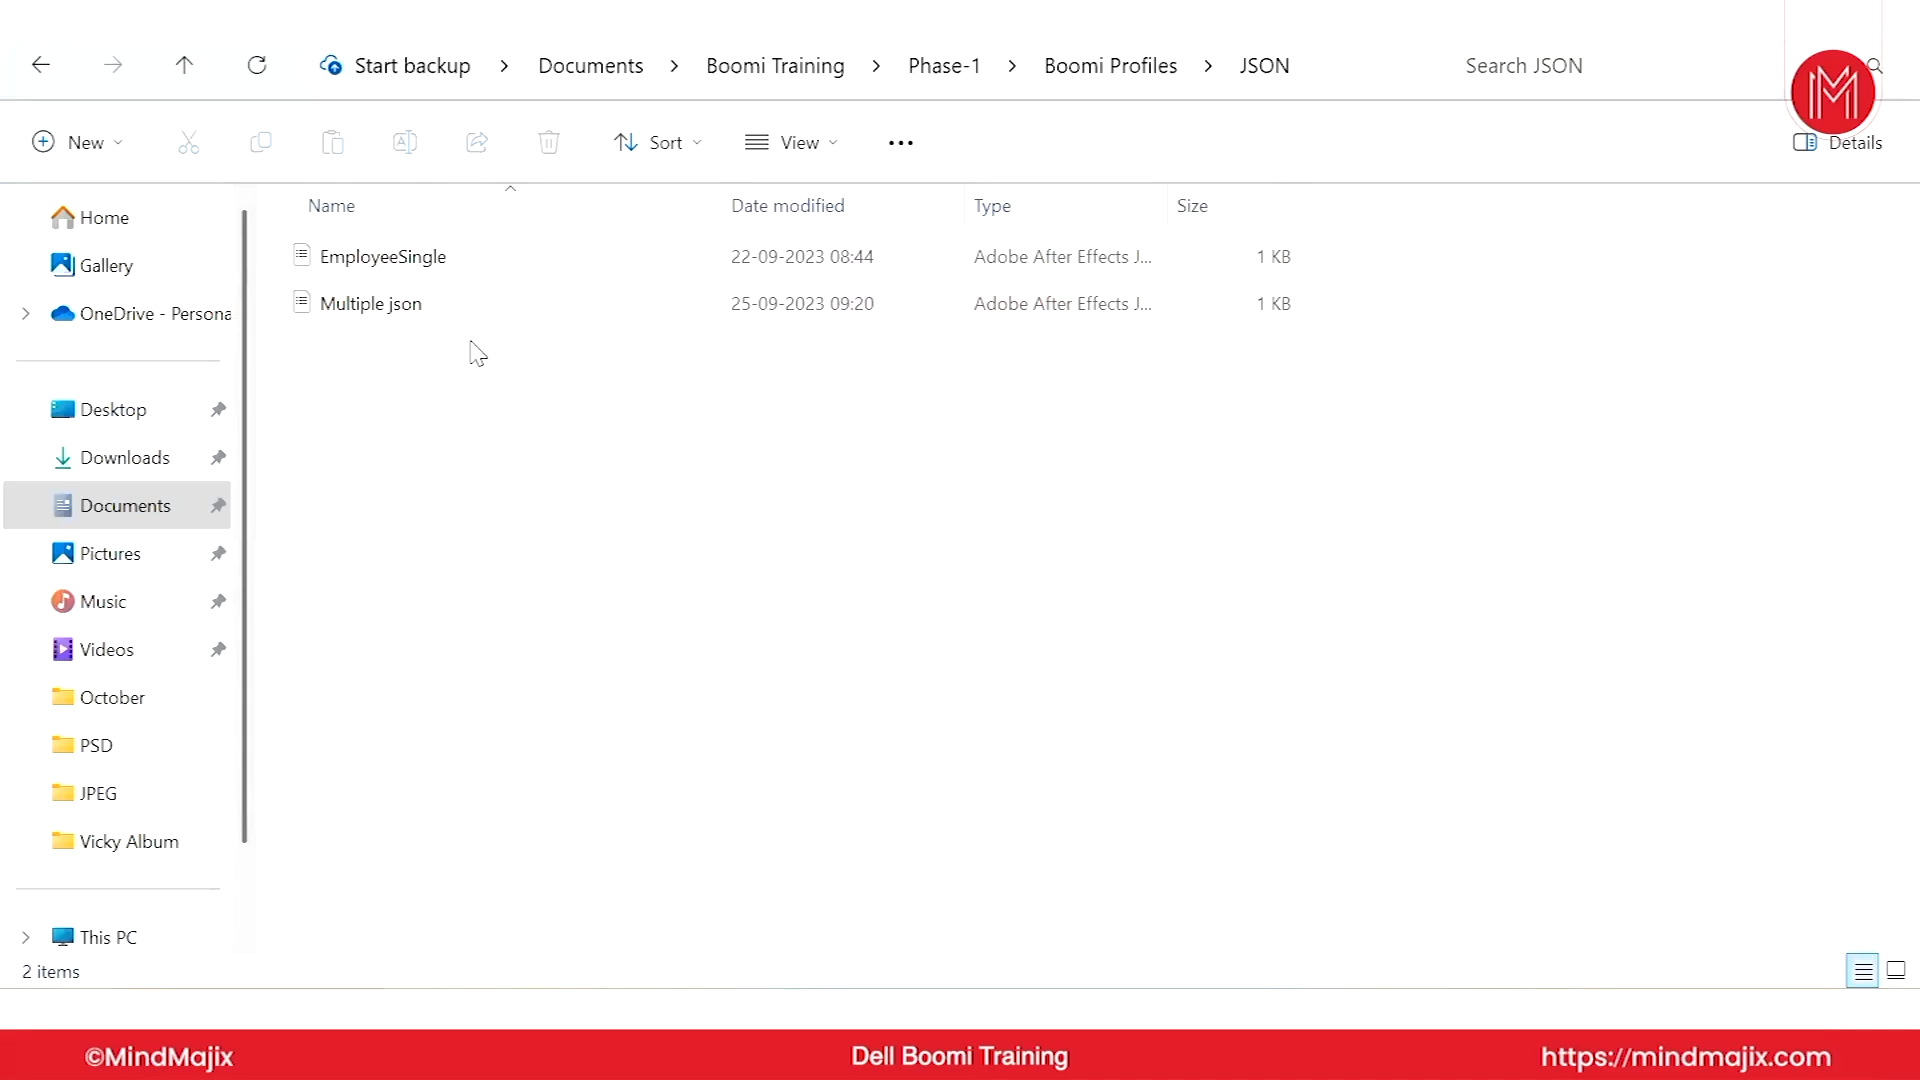 Start backup > Documents > Boomi Training > Phase-1 > Boomi Profiles > JSON Search JSON
New Sort View Details
Name Date modified Type Size
EmployeeSingle 22-09-2023 08:44 Adobe After Effects J... 1 KB
Multiple json 25-09-2023 09:20 Adobe After Effects J... 1 KB
Home
Gallery
OneDrive - Persona
Desktop
Downloads
Documents
Pictures
Music
Videos
October
PSD
JPEG
Vicky Album
This PC
2 items
©MindMajix Dell Boomi Training https://mindmajix.com